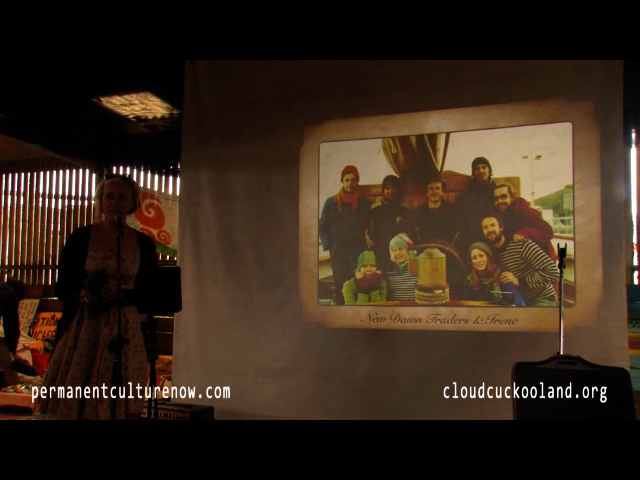 New Dawn Traders & Irene
permanentculturenow.com
cloudcuckooland.org